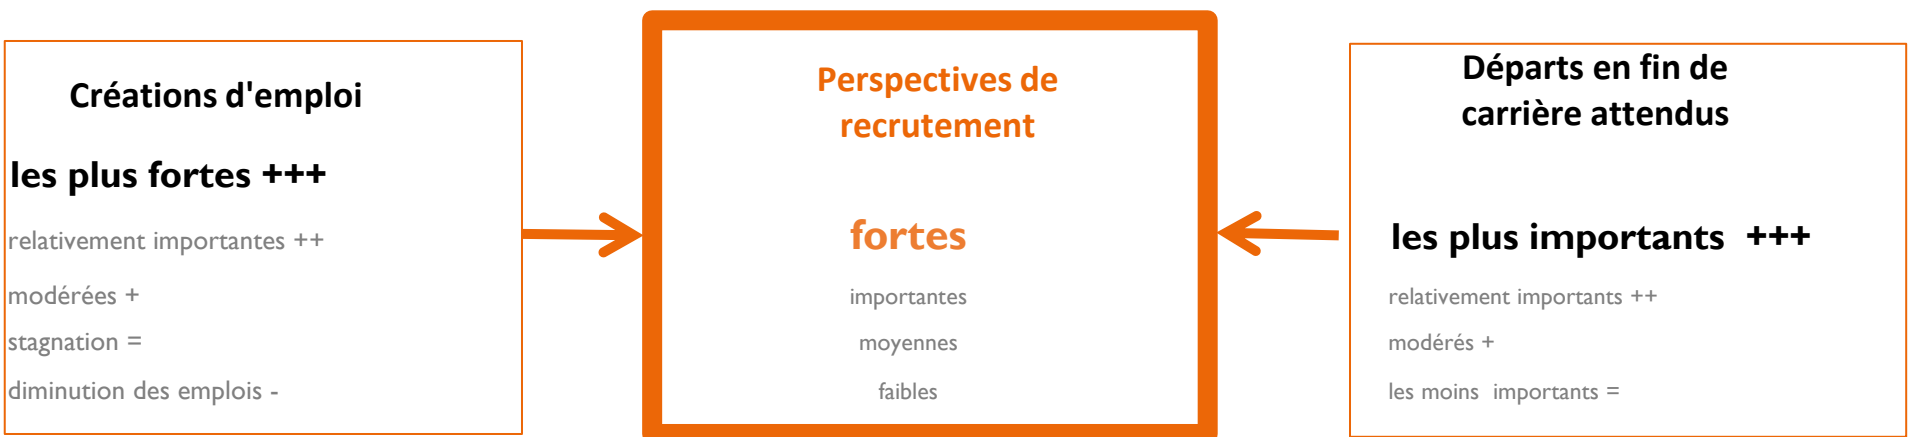 Créations d'emploi
les plus fortes +++
relativement importantes ++
modérées +
stagnation =
diminution des emplois -
Perspectives de
recrutement
fortes
importantes
moyennes
faibles
Départs en fin de
carrière attendus
les plus importants +++
relativement importants ++
modérés +
les moins importants =